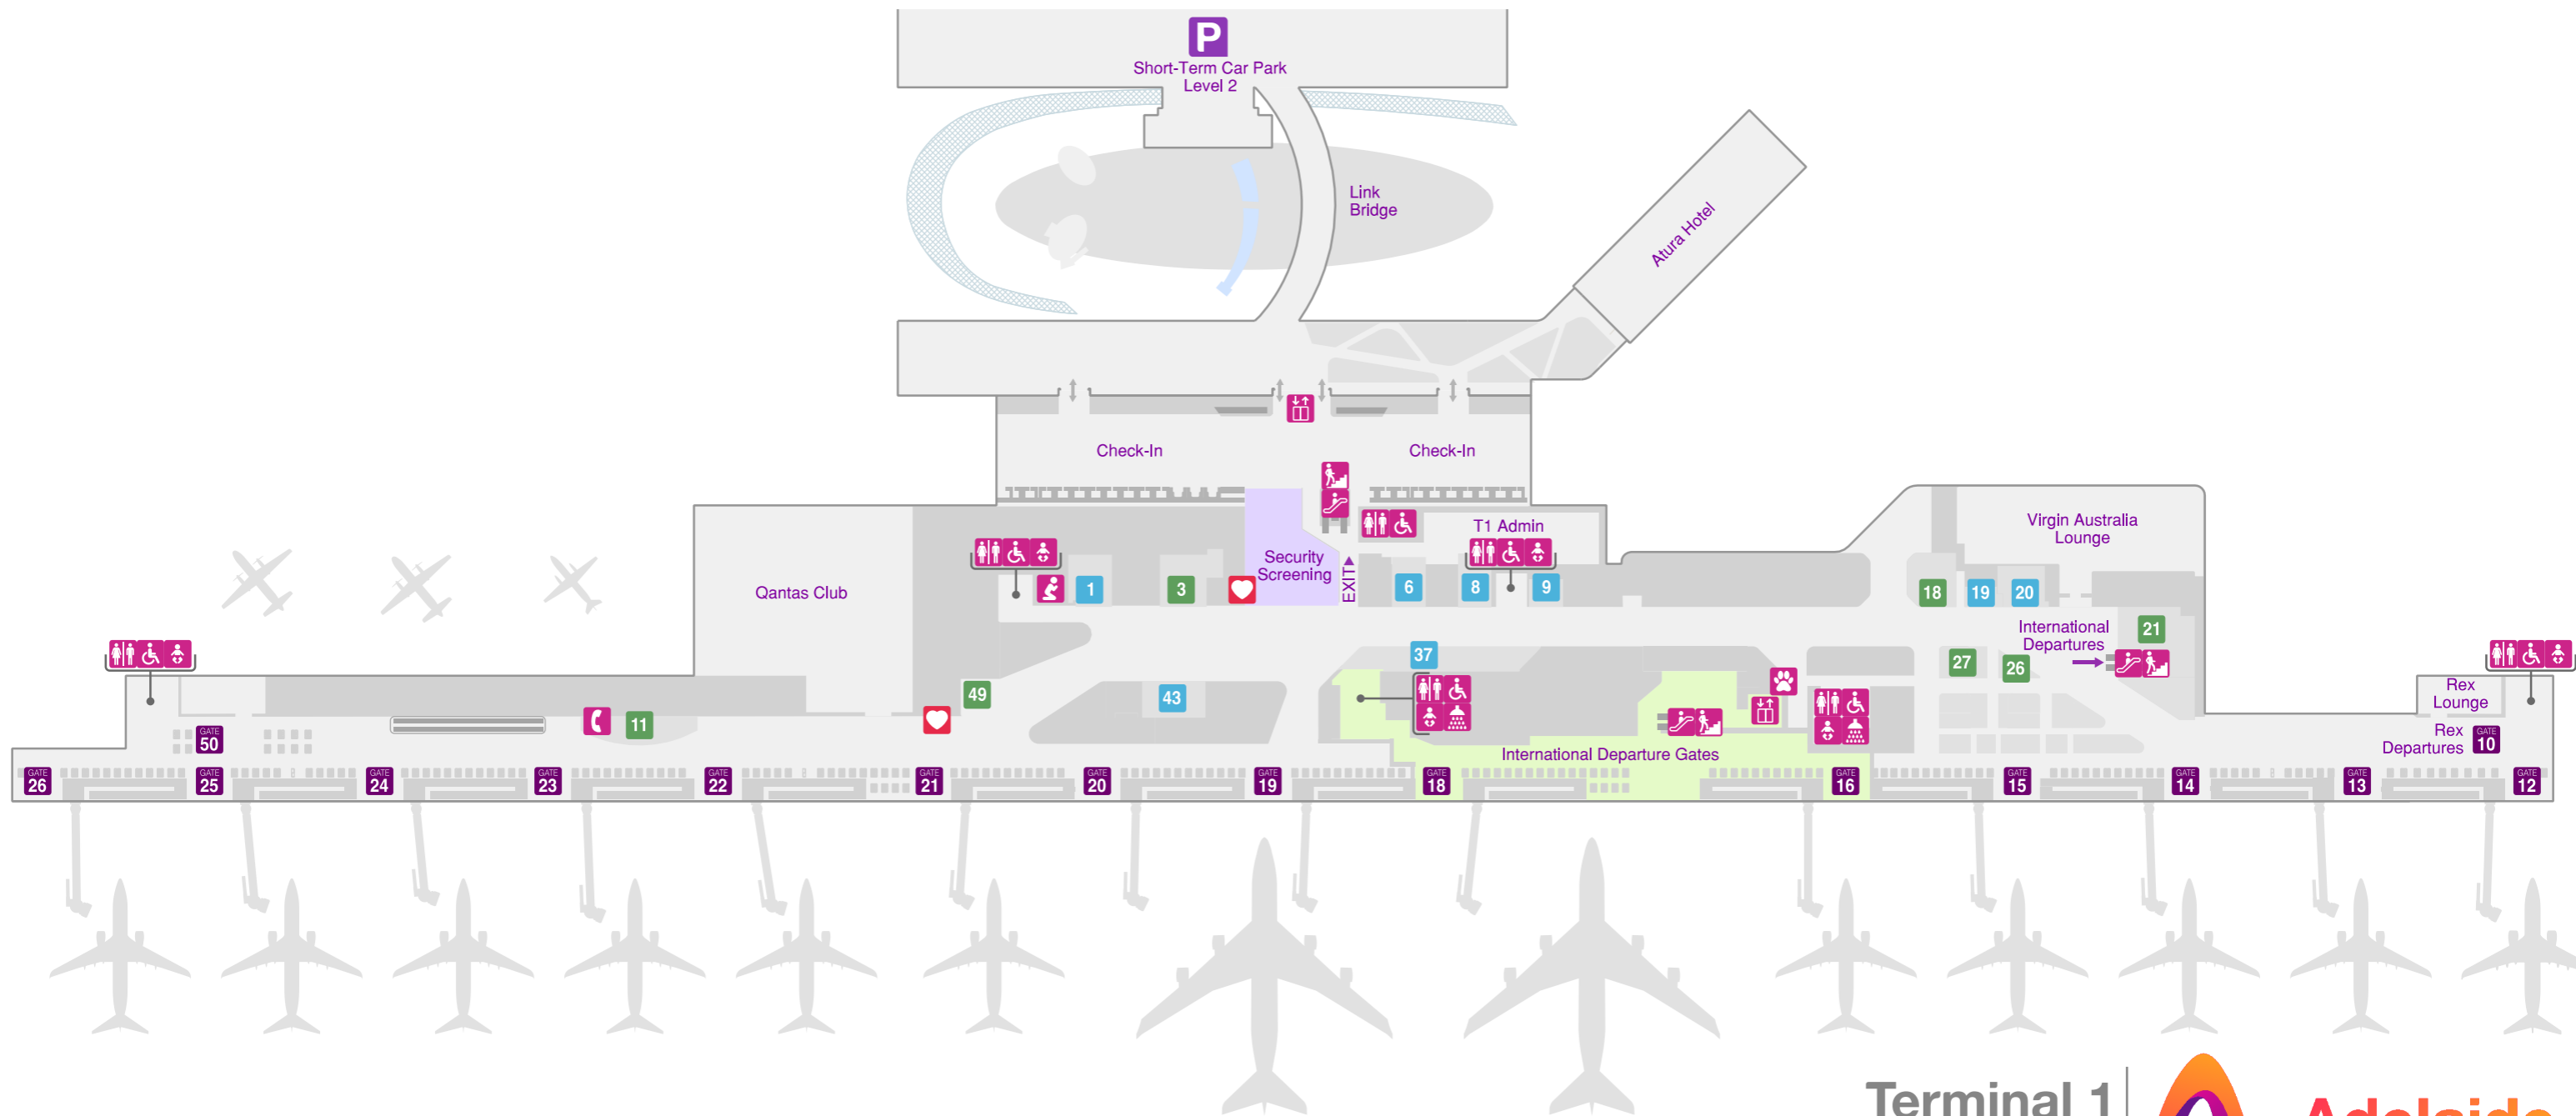 P
Short-Term Car Park
Level 2
Link
Bridge
Atura Hotel
Check-In
Check-In
T1 Admin
Virgin Australia
Lounge
Security
Screening
EXIT
Qantas Club
1
3
6
8
9
18
19
20
International
Departures
21
37
27
26
49
43
11
Rex
Lounge
Rex
Departures
GATE
10
GATE
50
International Departure Gates
GATE
26
GATE
25
GATE
24
GATE
23
GATE
22
GATE
21
GATE
20
GATE
19
GATE
18
GATE
16
GATE
15
GATE
14
GATE
13
GATE
12
Terminal 1
Adelaide